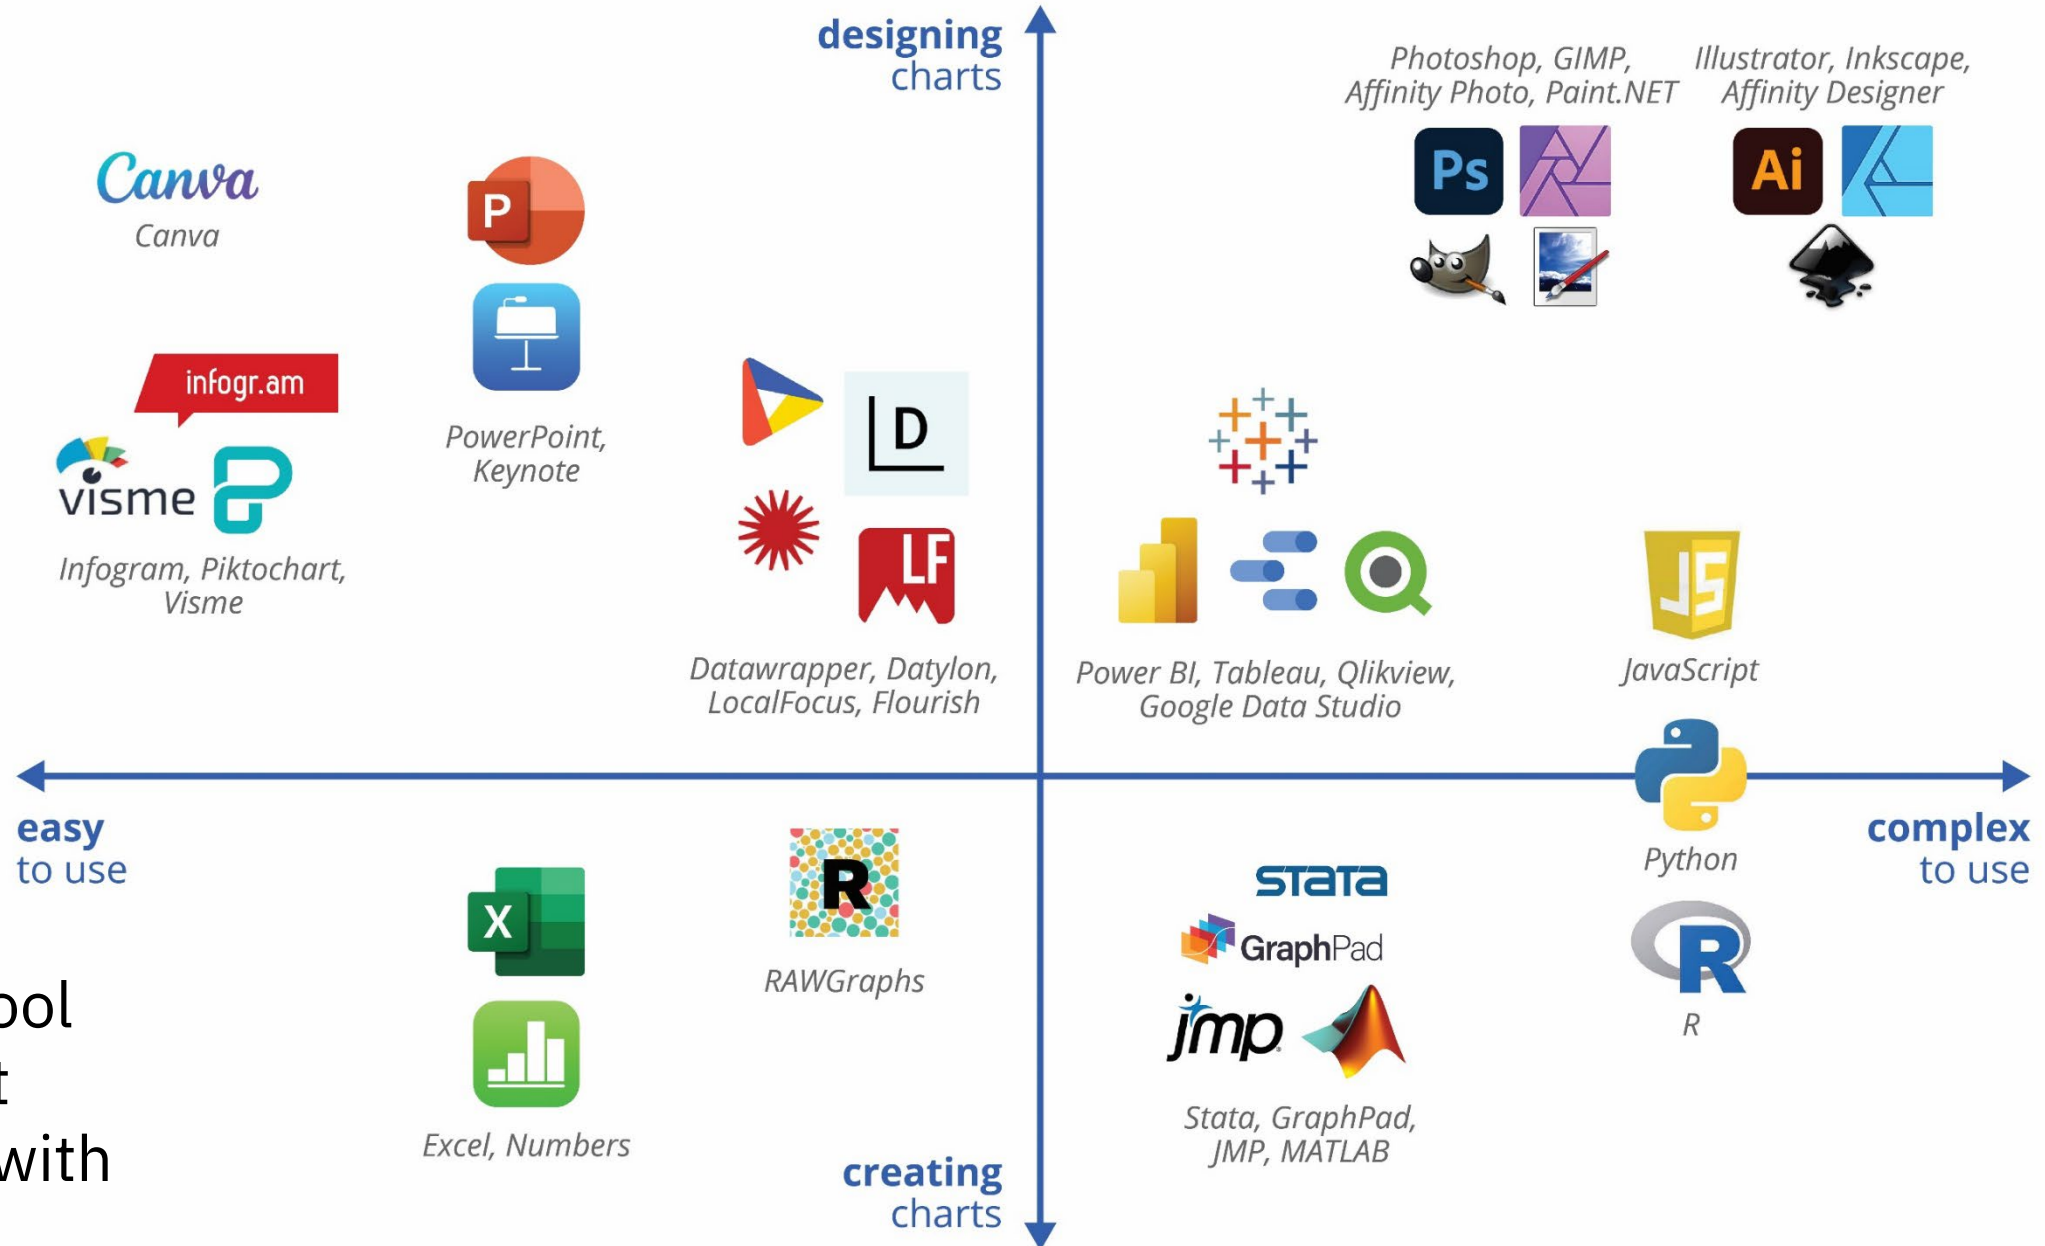 designing
charts
Photoshop, GIMP,
Affinity Photo, Paint.NET
Illustrator, Inkscape,
Affinity Designer
Ps
Ai
Canva
Canva
P
PowerPoint,
Keynote
infogr.am
visme
Infogram, Piktochart,
Visme
D
LF
Datawrapper, Datylon,
LocalFocus, Flourish
Power BI, Tableau, Qlikview,
Google Data Studio
JS
JavaScript
easy
to use
complex
to use
Python
X
Excel, Numbers
R
RAWGraphs
STATA
GraphPad
jmp
Stata, GraphPad,
JMP, MATLAB
R
R
with
creating
charts